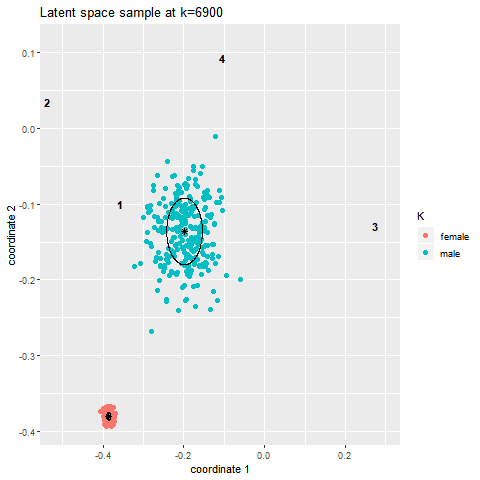 Latent space sample at k=6900
0.1
0.0
-0.1
-0.2
-0.3
-0.4
coordinate 2
4
2
1
3
-0.4
-0.2
0.0
0.2
coordinate 1
K
female
male